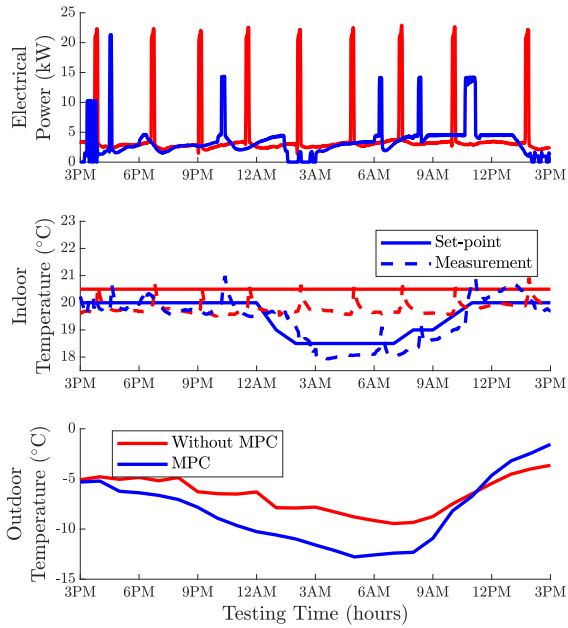 Electrical
Power (kW)
25
20
15
10
5
0
3PM 6PM 9PM 12AM 3AM 6AM 9AM 12PM 3PM
Indoor
Temperature (°C)
23
22
21
20
19
18
Set-point
Measurement
3PM 6PM 9PM 12AM 3AM 6AM 9AM 12PM 3PM
Outdoor
Temperature (°C)
0
-5
-10
-15
Without MPC
MPC
3PM 6PM 9PM 12AM 3AM 6AM 9AM 12PM 3PM
Testing Time (hours)